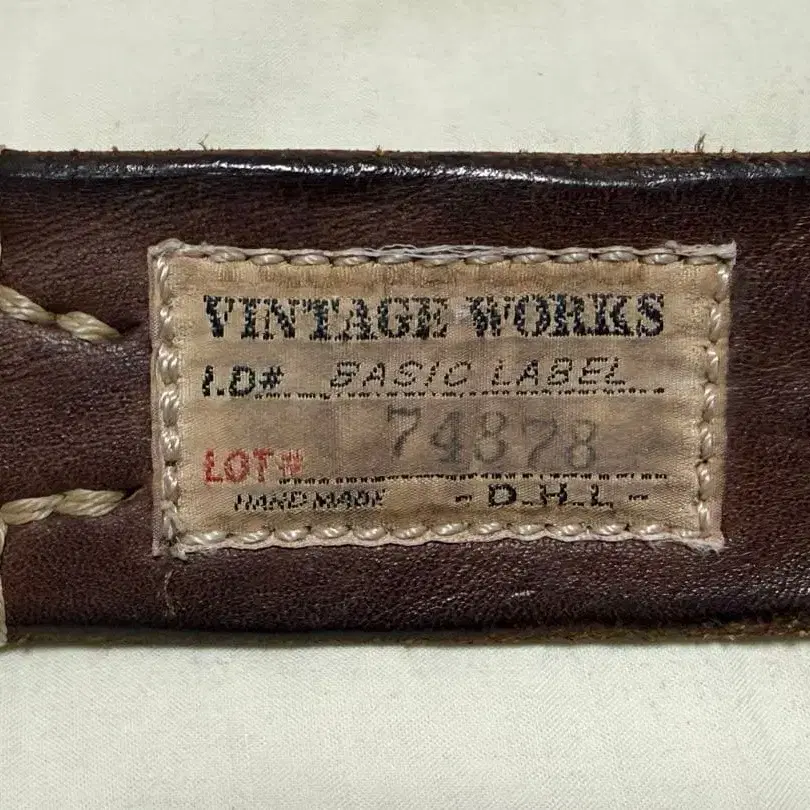 VINTAGE WORKS
I.D# BASIC LABEL
LOT# 74878
HAND MADE - D.H.L -